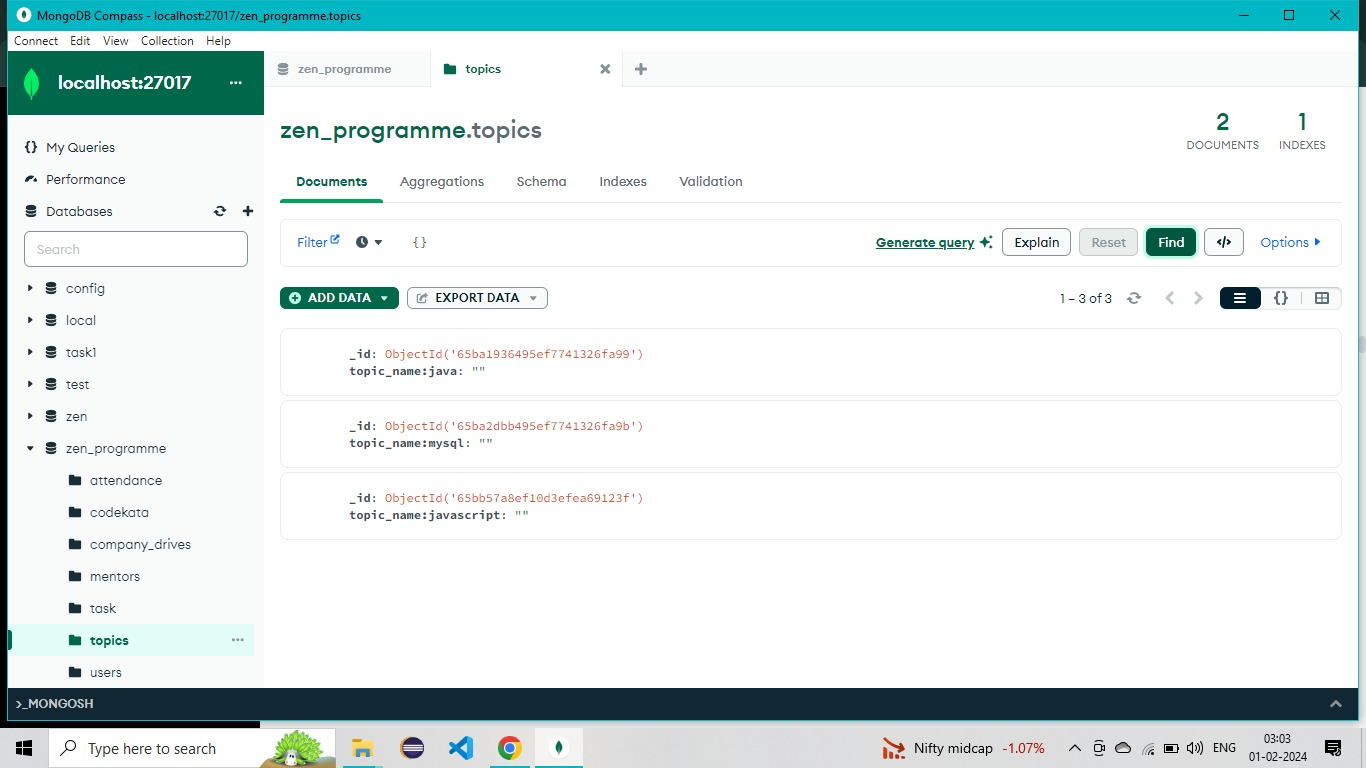 MongoDB Compass - localhost:27017/zen_programme.topics
Connect Edit View Collection Help
localhost:27017 ···
zen_programme
topics
My Queries
Performance
Databases
Search
config
local
task1
test
zen
zen_programme
attendance
codekata
company_drives
mentors
task
topics ···
users
zen_programme.topics
2 DOCUMENTS
1 INDEXES
Documents Aggregations Schema Indexes Validation
Filter {} Generate query Explain Reset Find </> Options
ADD DATA EXPORT DATA 1 – 3 of 3 {}
_id: ObjectId('65ba1936495ef7741326fa99')
topic_name:java: ""
_id: ObjectId('65ba2dbb495ef7741326fa9b')
topic_name:mysql: ""
_id: ObjectId('65bb57a8ef10d3efea69123f')
topic_name:javascript: ""
>_MONGOSH
Type here to search
Nifty midcap -1.07%
ENG
03:03
01-02-2024